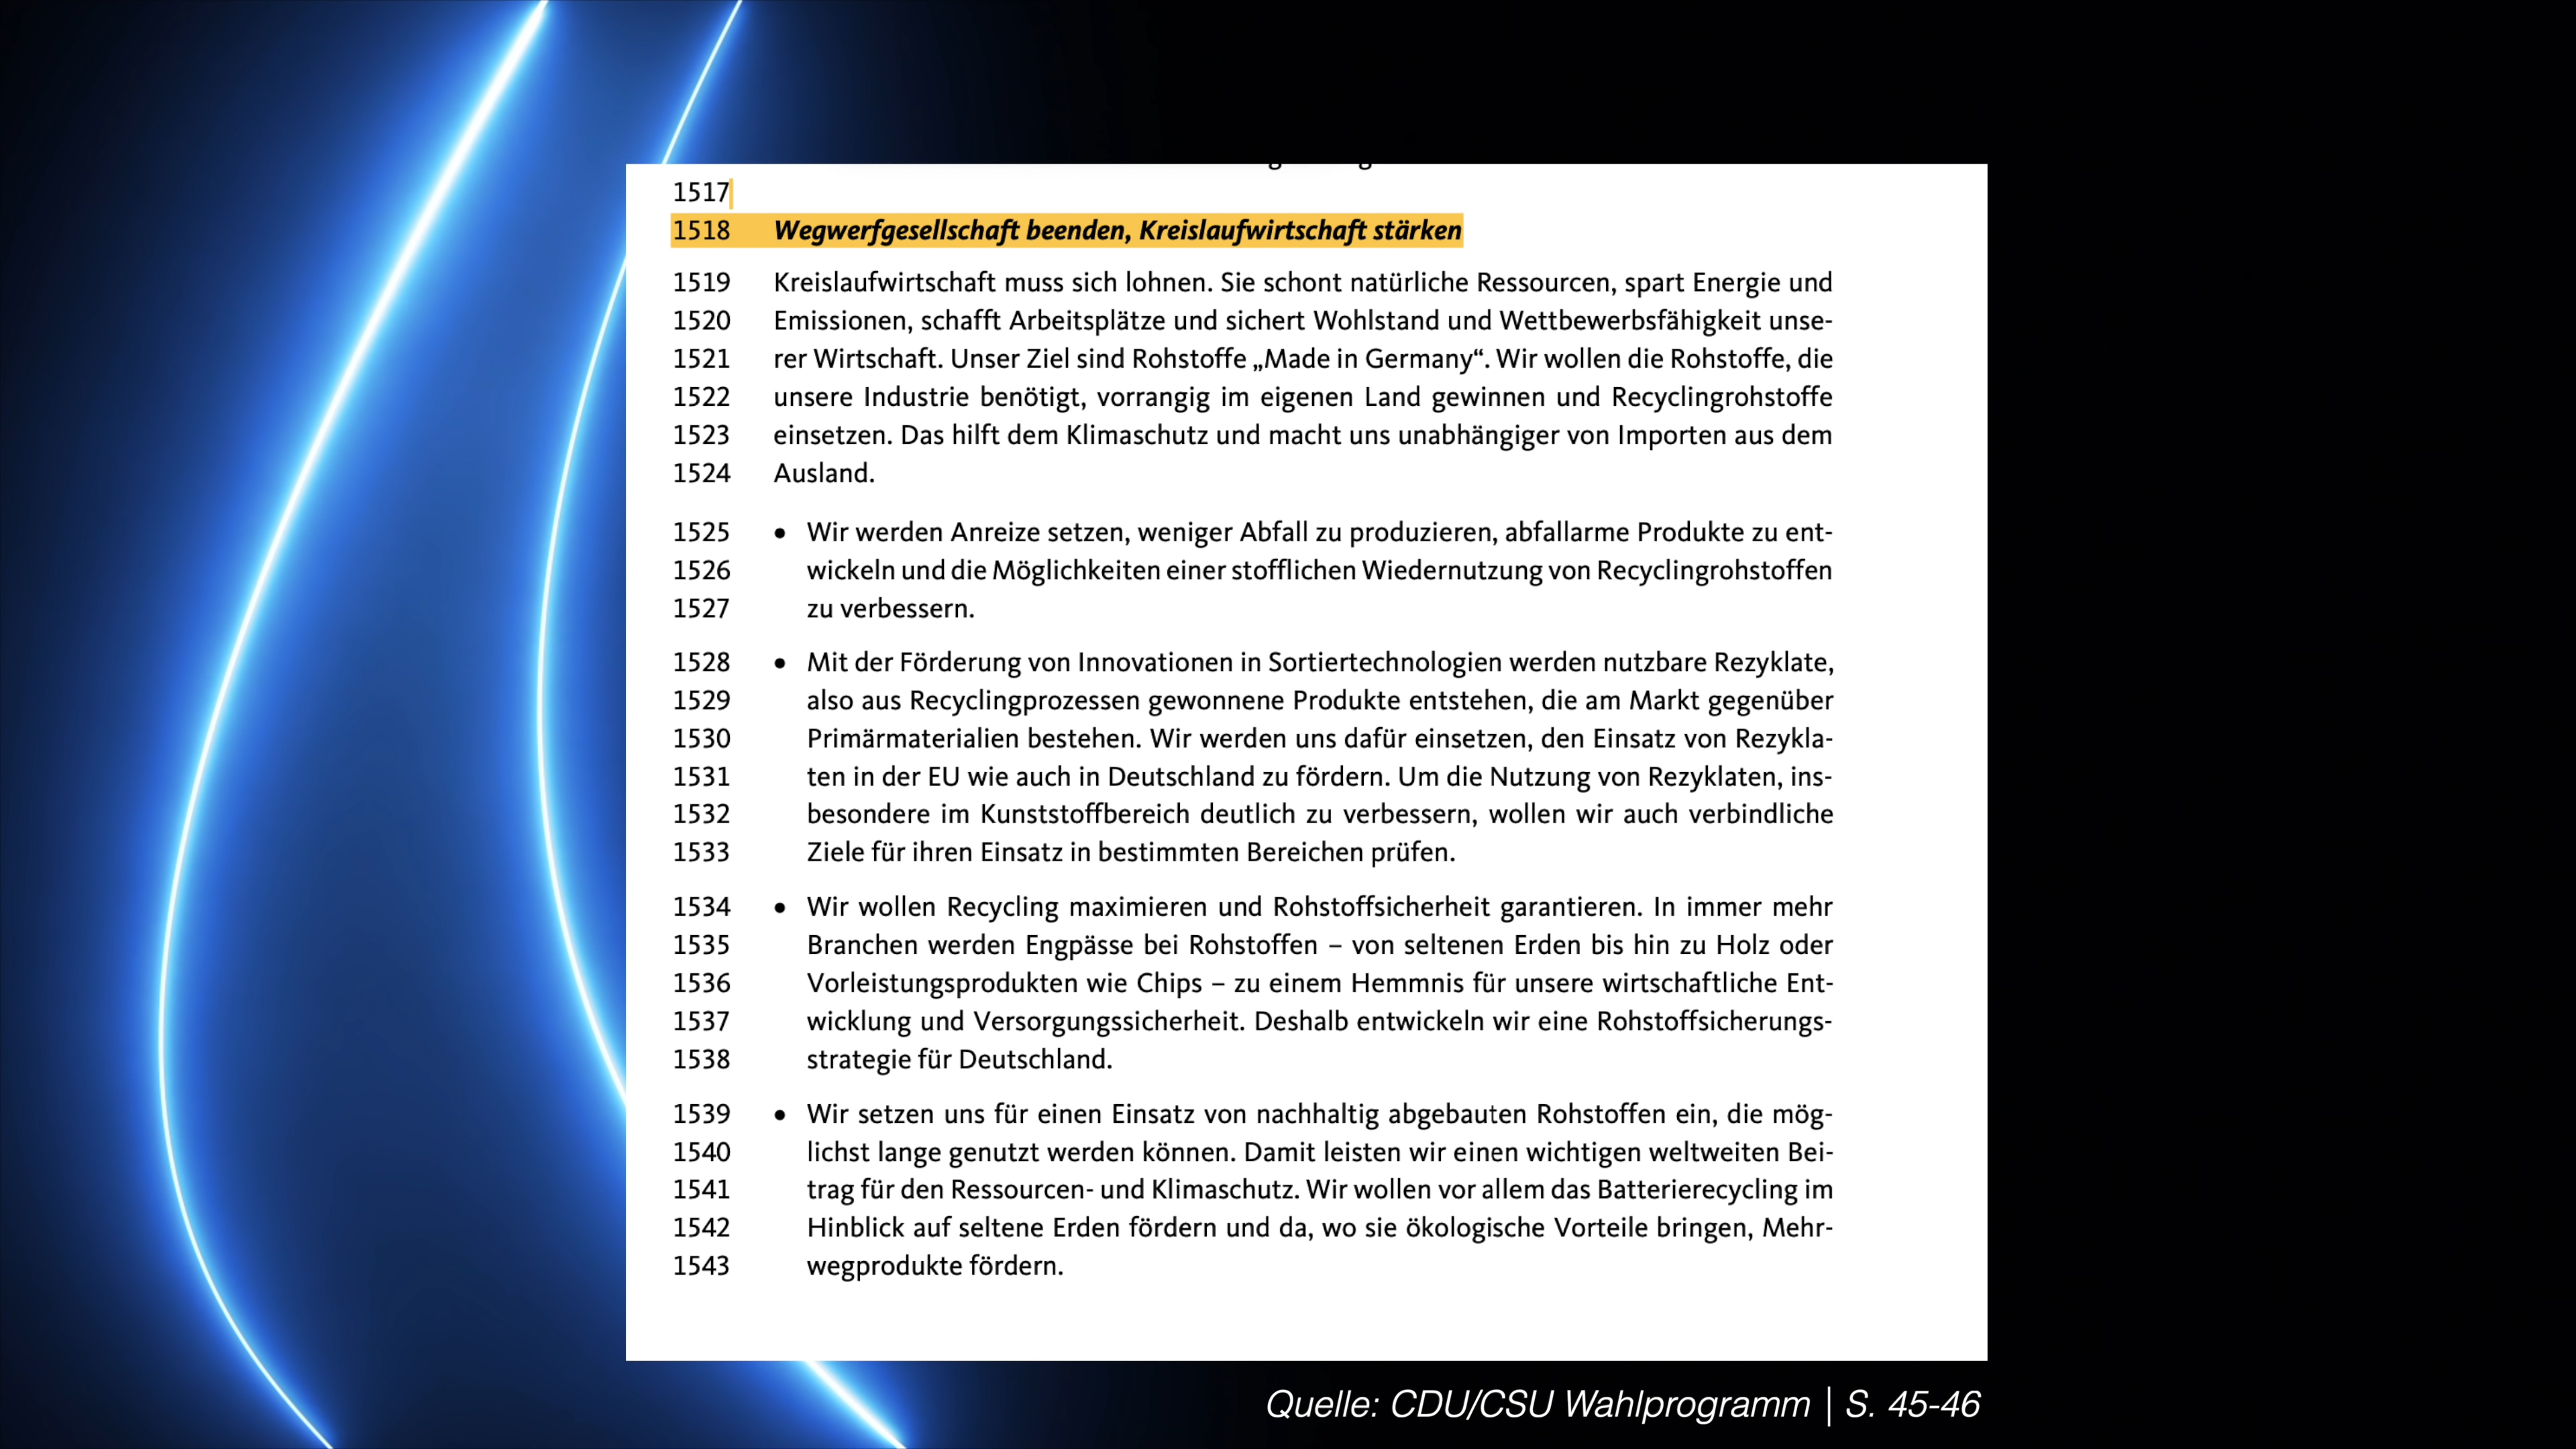 1517
1518 Wegwerfgesellschaft beenden, Kreislaufwirtschaft stärken
1519 Kreislaufwirtschaft muss sich lohnen. Sie schont natürliche Ressourcen, spart Energie und
1520 Emissionen, schafft Arbeitsplätze und sichert Wohlstand und Wettbewerbsfähigkeit unse-
1521 rer Wirtschaft. Unser Ziel sind Rohstoffe „Made in Germany“. Wir wollen die Rohstoffe, die
1522 unsere Industrie benötigt, vorrangig im eigenen Land gewinnen und Recyclingrohstoffe
1523 einsetzen. Das hilft dem Klimaschutz und macht uns unabhängiger von Importen aus dem
1524 Ausland.
1525 • Wir werden Anreize setzen, weniger Abfall zu produzieren, abfallarme Produkte zu ent-
1526 wickeln und die Möglichkeiten einer stofflichen Wiedernutzung von Recyclingrohstoffen
1527 zu verbessern.
1528 • Mit der Förderung von Innovationen in Sortiertechnologien werden nutzbare Rezyklate,
1529 also aus Recyclingprozessen gewonnene Produkte entstehen, die am Markt gegenüber
1530 Primärmaterialien bestehen. Wir werden uns dafür einsetzen, den Einsatz von Rezykla-
1531 ten in der EU wie auch in Deutschland zu fördern. Um die Nutzung von Rezyklaten, ins-
1532 besondere im Kunststoffbereich deutlich zu verbessern, wollen wir auch verbindliche
1533 Ziele für ihren Einsatz in bestimmten Bereichen prüfen.
1534 • Wir wollen Recycling maximieren und Rohstoffsicherheit garantieren. In immer mehr
1535 Branchen werden Engpässe bei Rohstoffen – von seltenen Erden bis hin zu Holz oder
1536 Vorleistungsprodukten wie Chips – zu einem Hemmnis für unsere wirtschaftliche Ent-
1537 wicklung und Versorgungssicherheit. Deshalb entwickeln wir eine Rohstoffsicherungs-
1538 strategie für Deutschland.
1539 • Wir setzen uns für einen Einsatz von nachhaltig abgebauten Rohstoffen ein, die mög-
1540 lichst lange genutzt werden können. Damit leisten wir einen wichtigen weltweiten Bei-
1541 trag für den Ressourcen- und Klimaschutz. Wir wollen vor allem das Batterierecycling im
1542 Hinblick auf seltene Erden fördern und da, wo sie ökologische Vorteile bringen, Mehr-
1543 wegprodukte fördern.
Quelle: CDU/CSU Wahlprogramm | S. 45-46